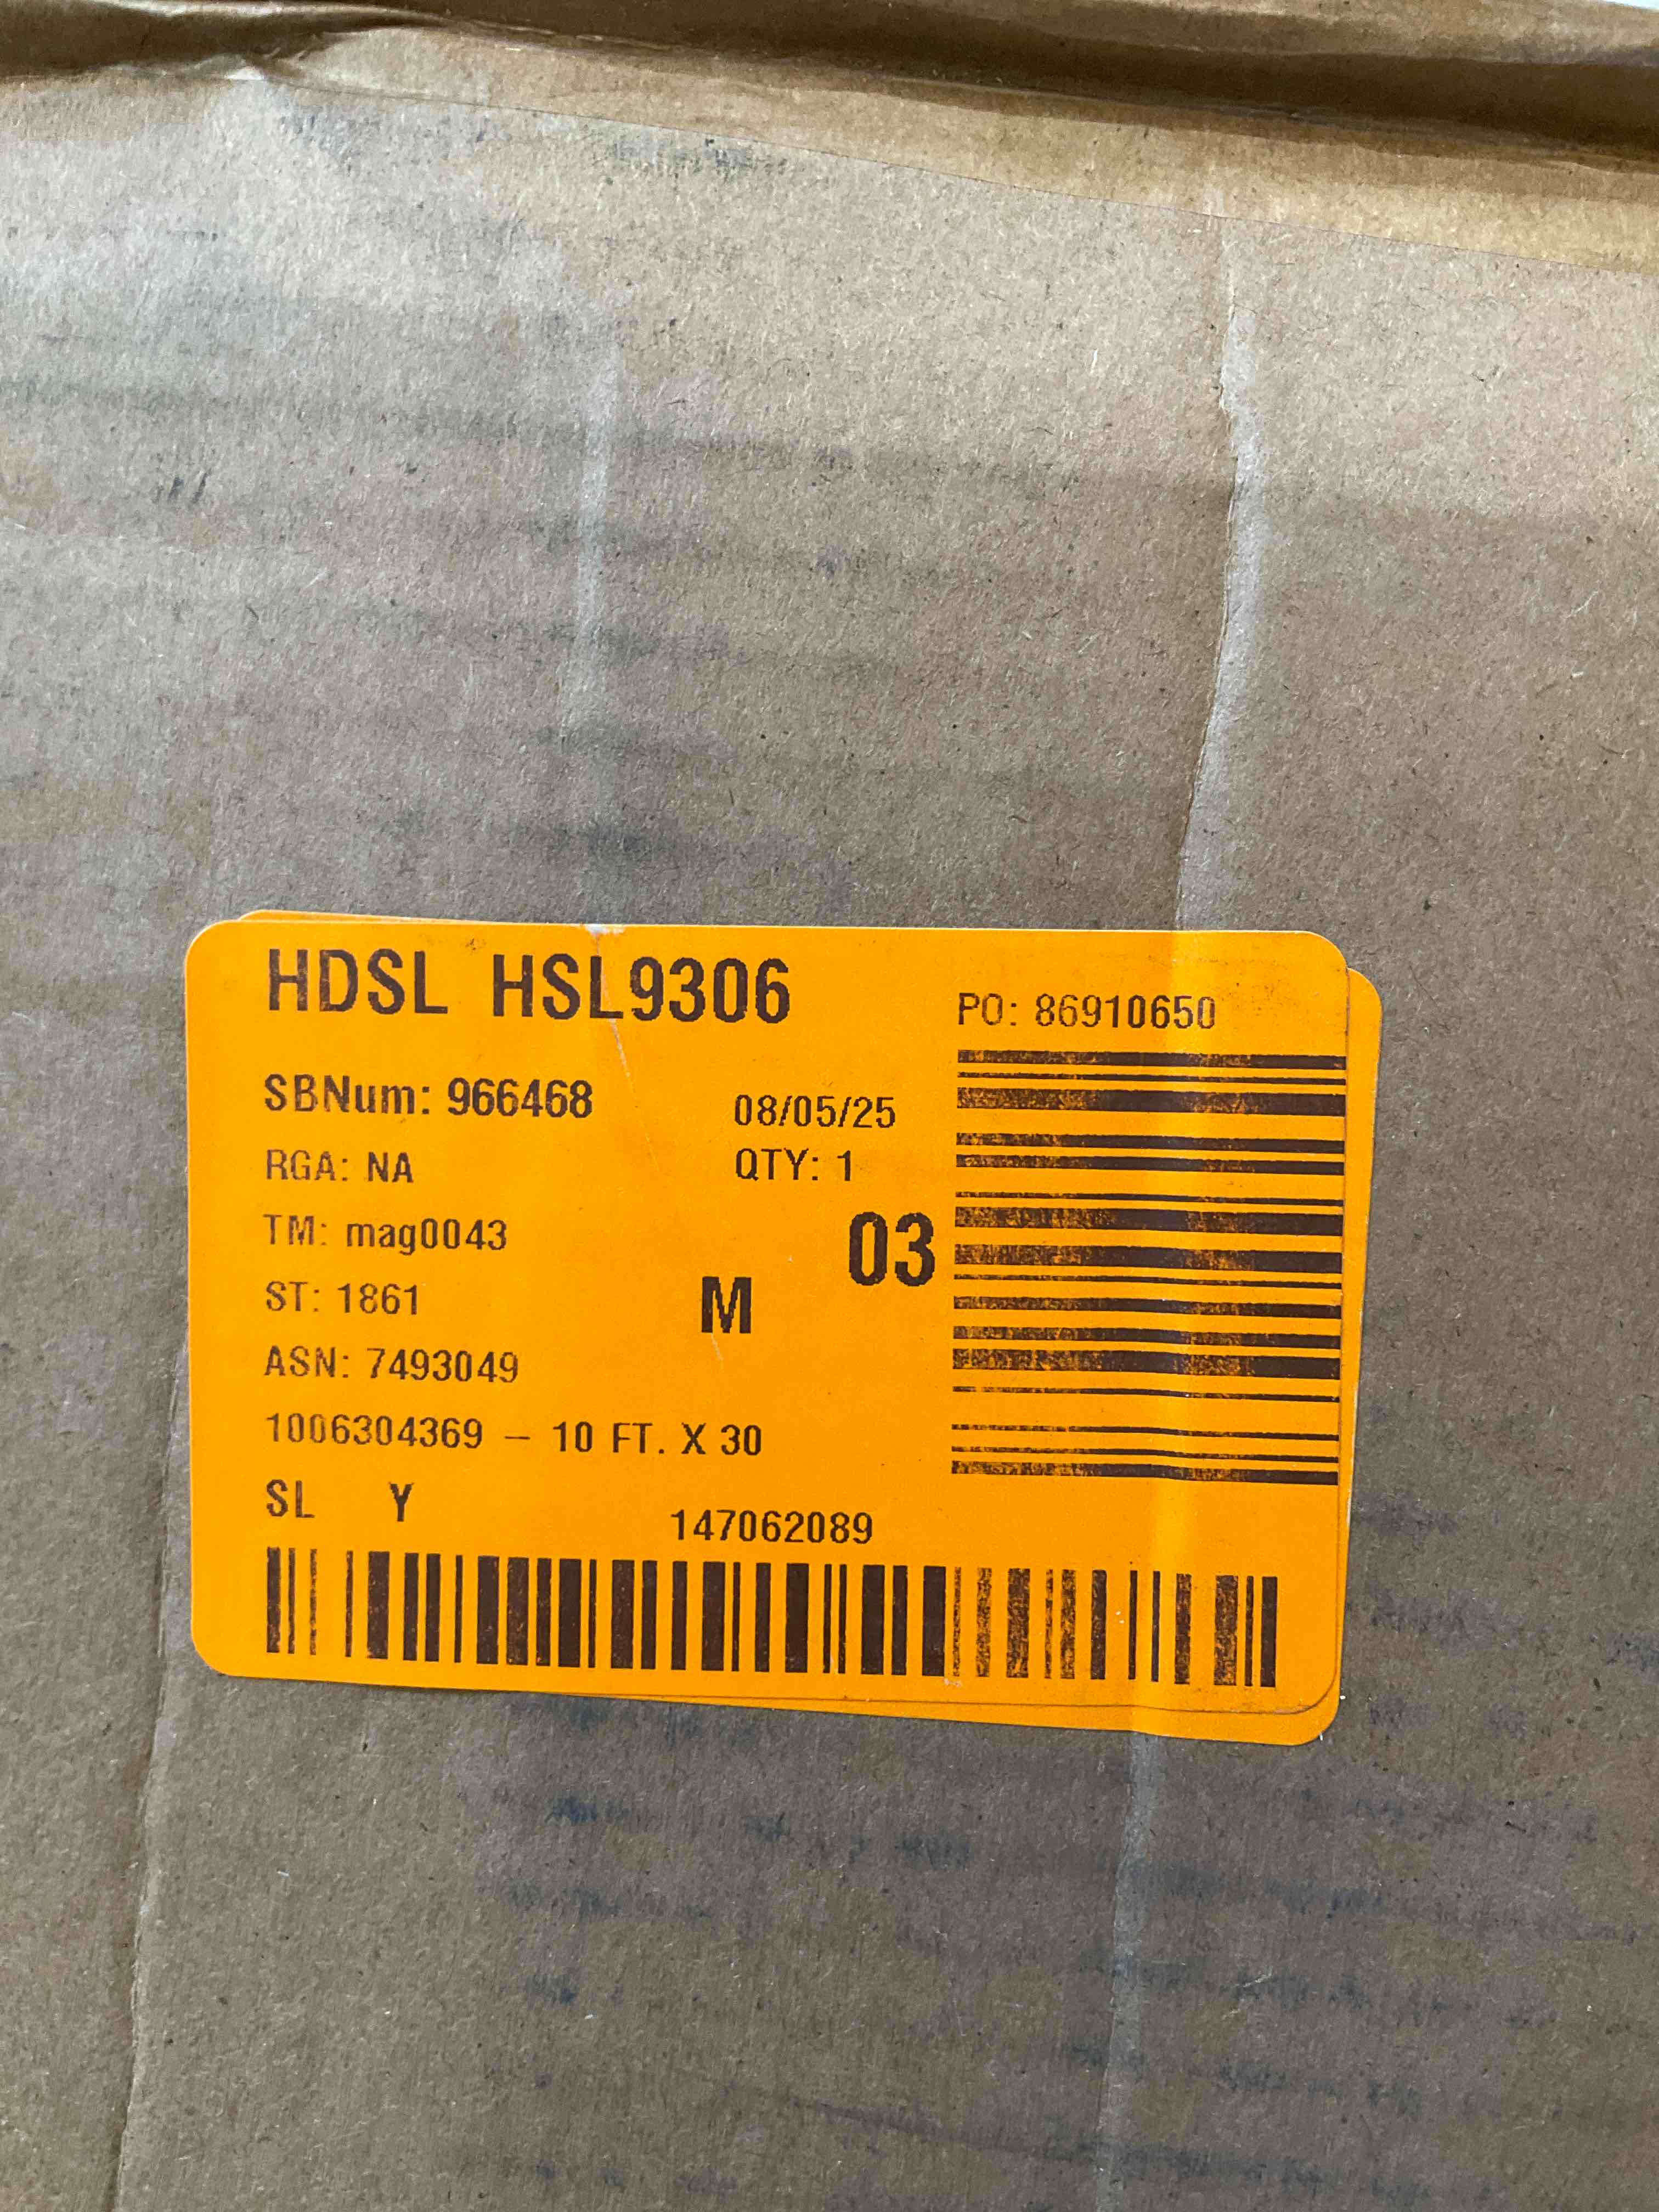 HDSL HSL9306
PO: 86910650
SBNum: 966468
08/05/25
RGA: NA
QTY: 1
TM: mag0043
03
ST: 1861
M
ASN: 7493049
1006304369 – 10 FT. X 30
SL Y
147062089